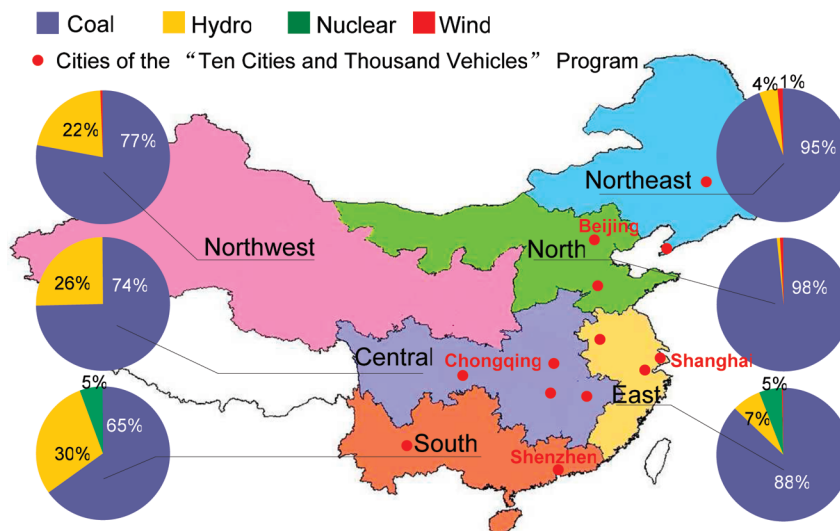 Coal Hydro Nuclear Wind
Cities of the “Ten Cities and Thousand Vehicles” Program
4% 1%
22% 77%
95%
Northeast
Beijing
Northwest
North
26% 74%
98%
Central
Chongqing
Shanghai
5%
East
5%
65%
7%
30%
South
Shenzhen
88%